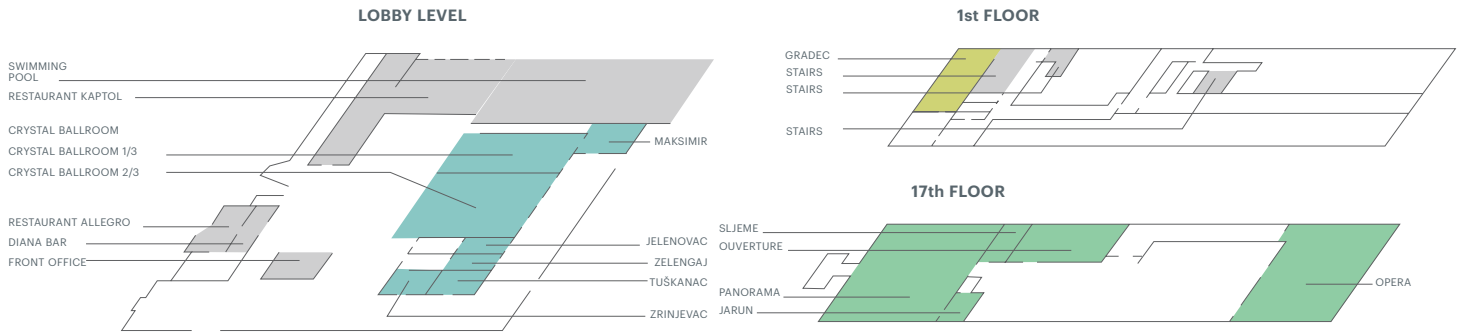 LOBBY LEVEL
SWIMMING
POOL
RESTAURANT KAPTOL
CRYSTAL BALLROOM
CRYSTAL BALLROOM 1/3
CRYSTAL BALLROOM 2/3
RESTAURANT ALLEGRO
DIANA BAR
FRONT OFFICE
MAKSIMIR
JELENOVAC
ZELENGAJ
TUŠKANAC
ZRINJEVAC
1st FLOOR
GRADEC
STAIRS
STAIRS
STAIRS
17th FLOOR
SLJEME
OUVERTURE
PANORAMA
JARUN
OPERA